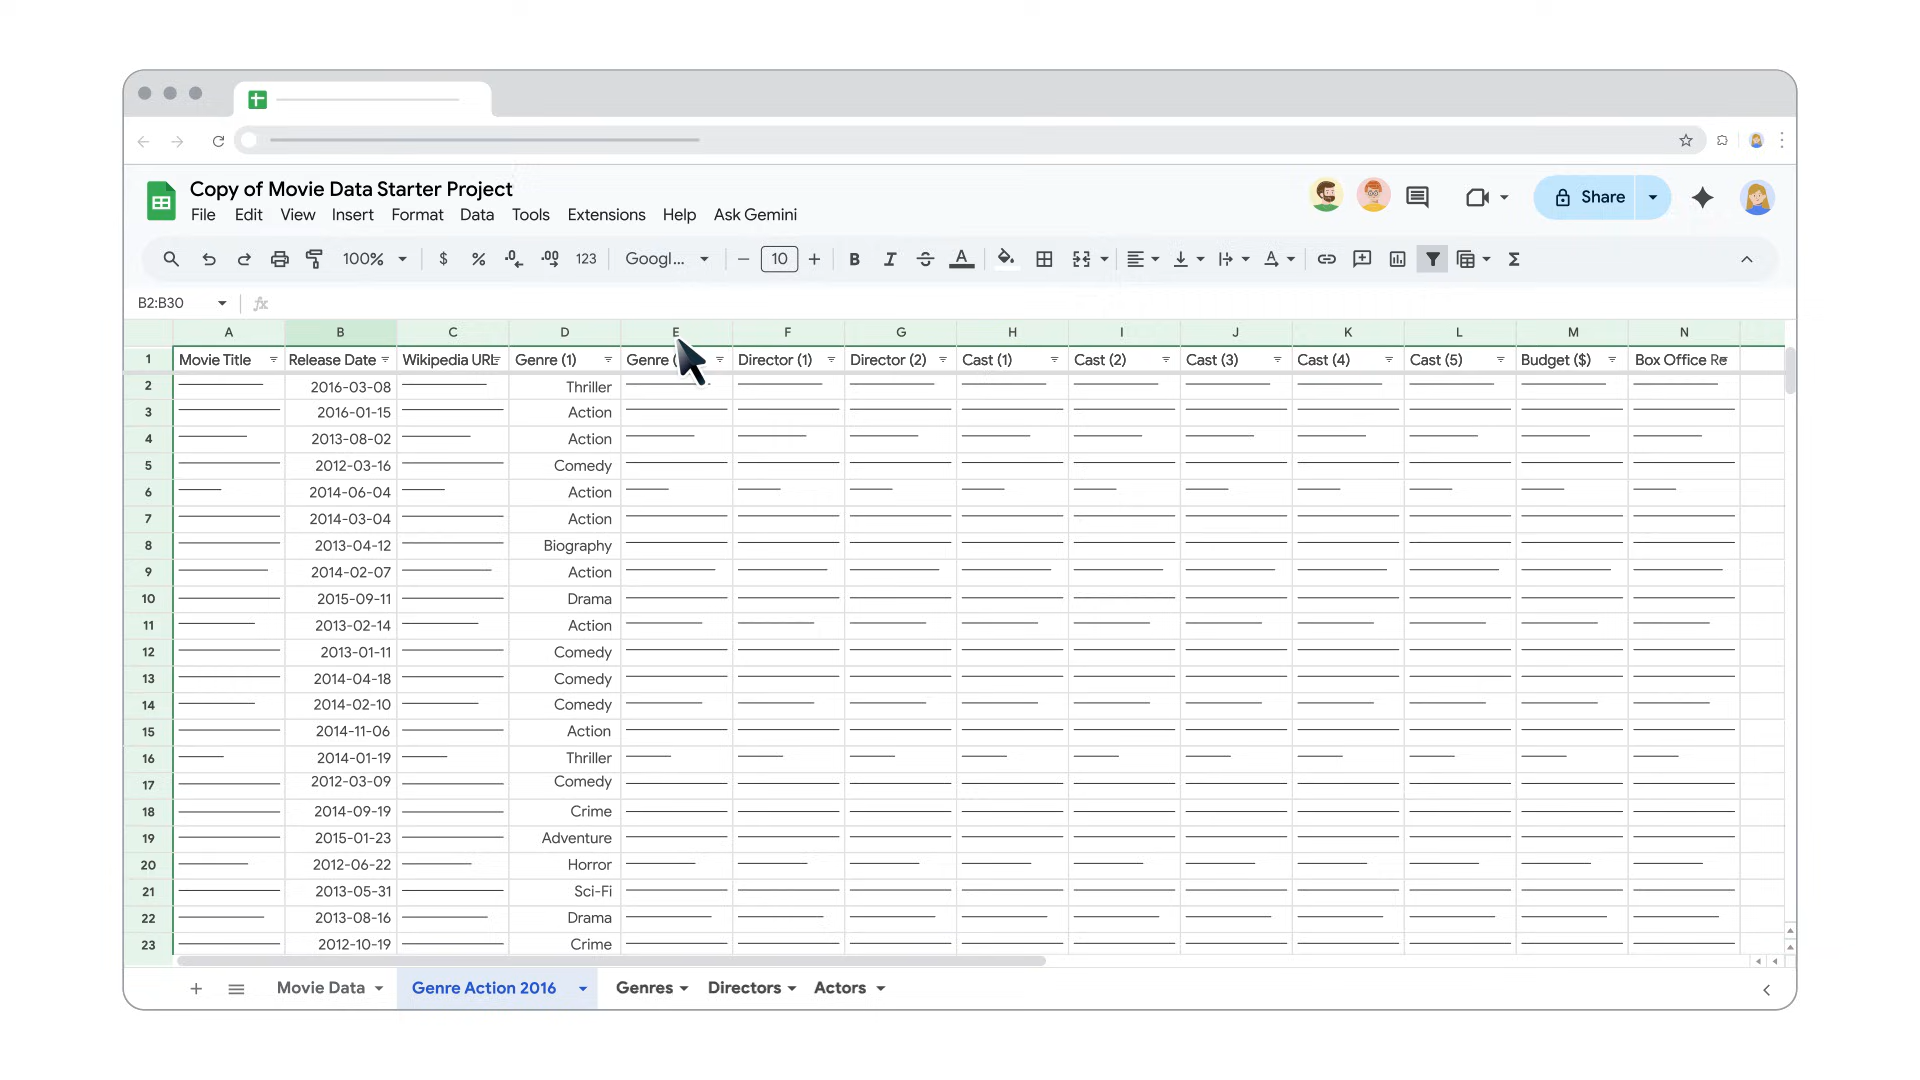 Copy of Movie Data Starter Project
File Edit View Insert Format Data Tools Extensions Help Ask Gemini
Share
100% $ % .0 .00 123 Googl... 10 B I A A
B2:B30 fx
A B C D E F G H I J K L M N
1 Movie Title Release Date Wikipedia URL Genre (1) Genre ( Director (1) Director (2) Cast (1) Cast (2) Cast (3) Cast (4) Cast (5) Budget ($) Box Office Re
2 2016-03-08 Thriller
3 2016-01-15 Action
4 2013-08-02 Action
5 2012-03-16 Comedy
6 2014-06-04 Action
7 2014-03-04 Action
8 2013-04-12 Biography
9 2014-02-07 Action
10 2015-09-11 Drama
11 2013-02-14 Action
12 2013-01-11 Comedy
13 2014-04-18 Comedy
14 2014-02-10 Comedy
15 2014-11-06 Action
16 2014-01-19 Thriller
17 2012-03-09 Comedy
18 2014-09-19 Crime
19 2015-01-23 Adventure
20 2012-06-22 Horror
21 2013-05-31 Sci-Fi
22 2013-08-16 Drama
23 2012-10-19 Crime
Movie Data Genre Action 2016 Genres Directors Actors